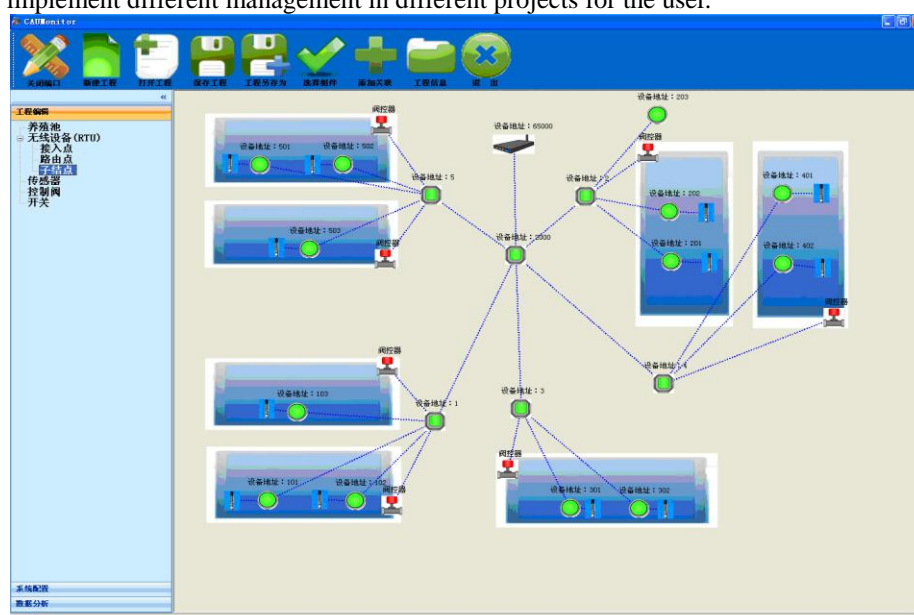 implement different management in different projects for the user.
CAUMonitor
关闭窗口 新建工程 打开工程 保存工程 工程另存为 选择组件 添加关联 工程信息 退 出
«
工程编辑
养殖池
无线设备(RTU)
接入点
路由点
子结点
传感器
控制阀
开关
系统配置
数据分析
设备地址：203
阀控器
设备地址：65000
阀控器
设备地址：501 设备地址：502
设备地址：5
设备地址：2
设备地址：401
设备地址：202
设备地址：503
设备地址：2000
阀控器
设备地址：201
设备地址：402
阀控器
阀控器
设备地址：4
设备地址：103
设备地址：1
设备地址：3
阀控器
设备地址：101 设备地址：102
阀控器
设备地址：301 设备地址：302